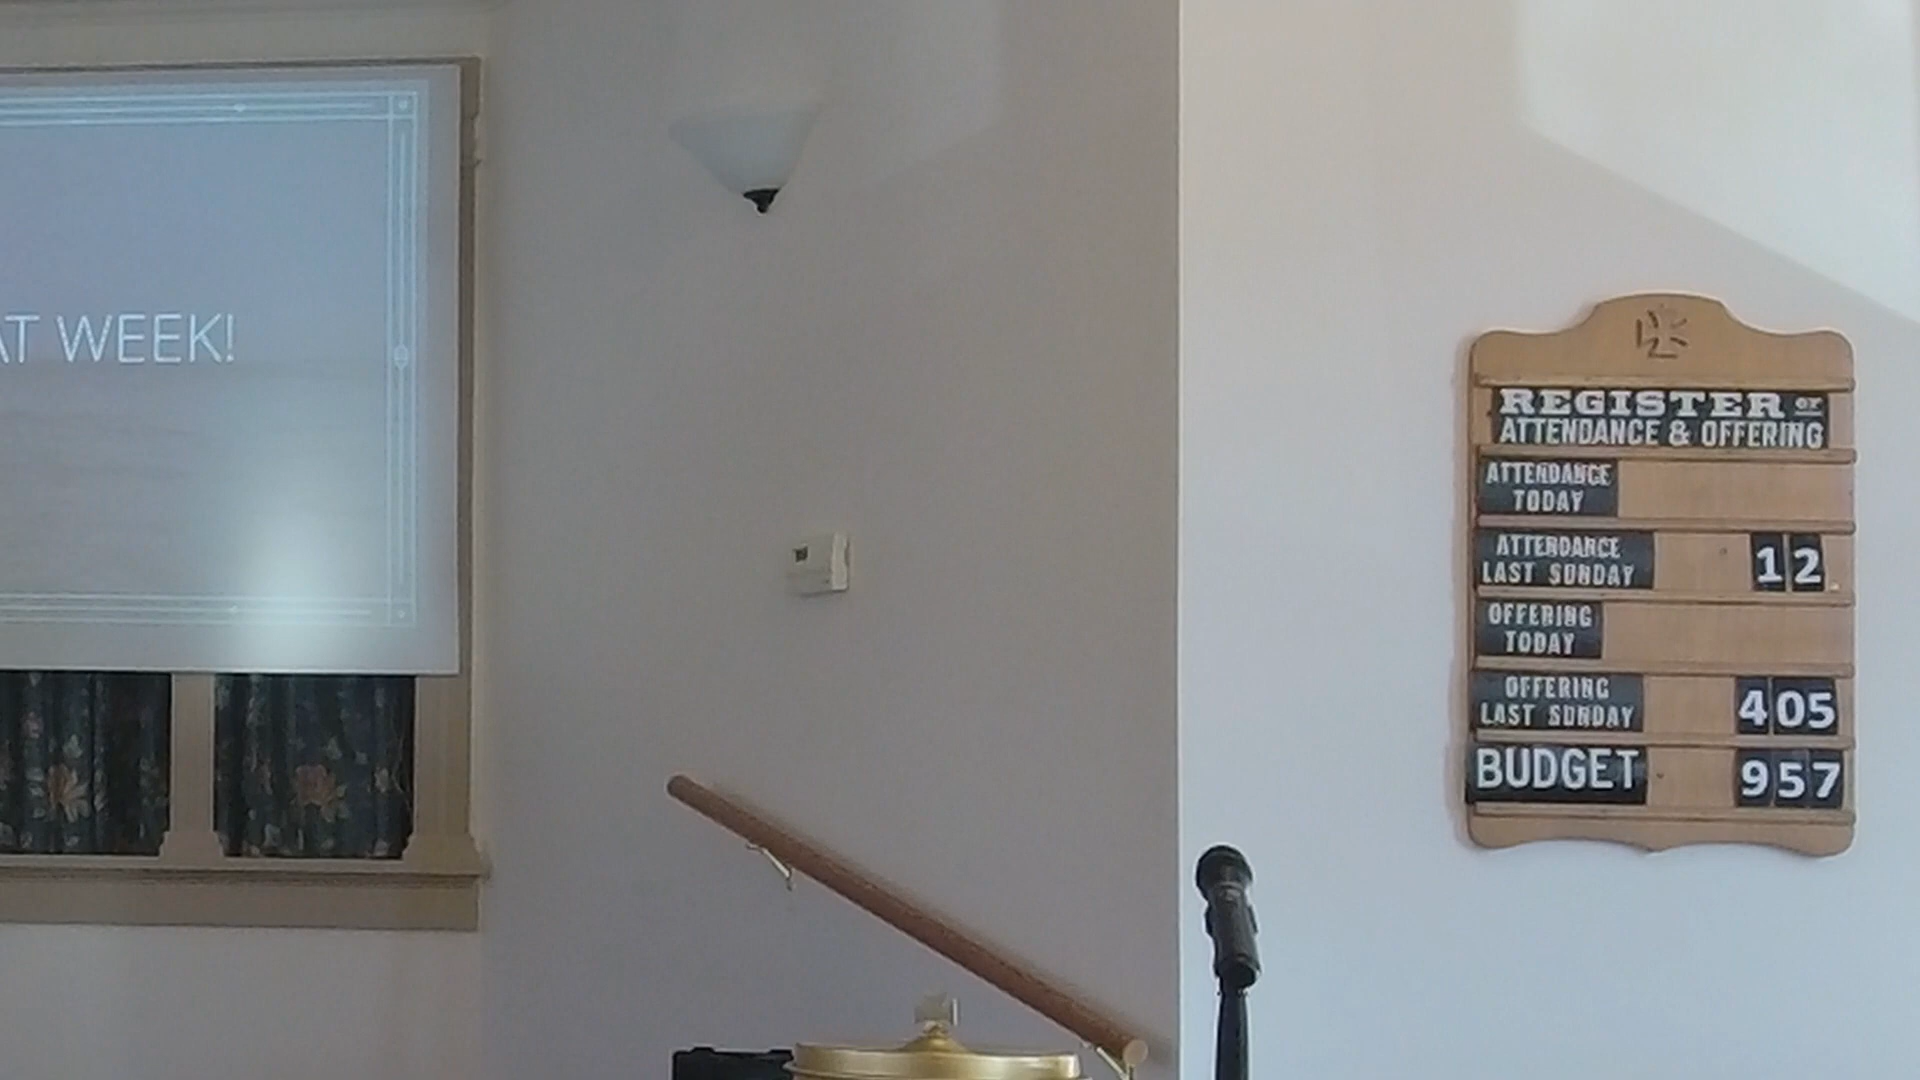 AT WEEK!
REGISTER OF
ATTENDANCE & OFFERING
ATTENDANCE
TODAY
ATTENDANCE
LAST SUNDAY 12
OFFERING
TODAY
OFFERING
LAST SUNDAY 405
BUDGET 957